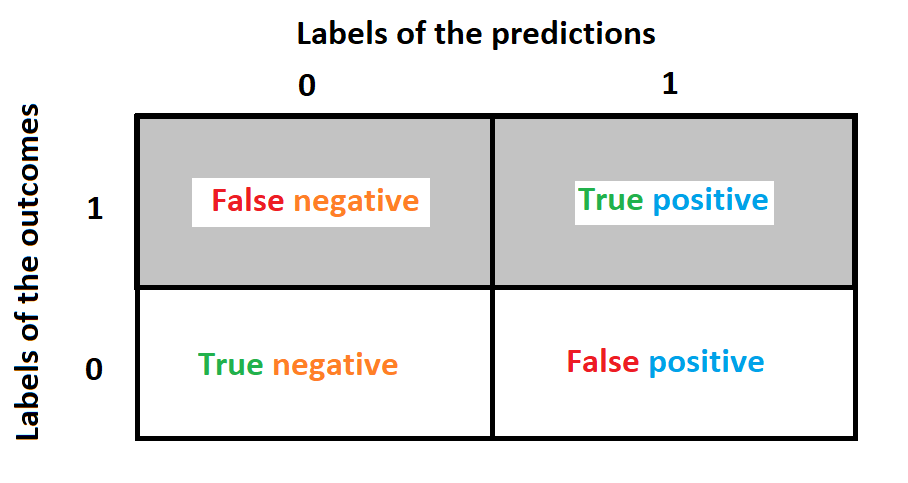 Labels of the predictions
0 1
Labels of the outcomes
1 False negative True positive
0 True negative False positive